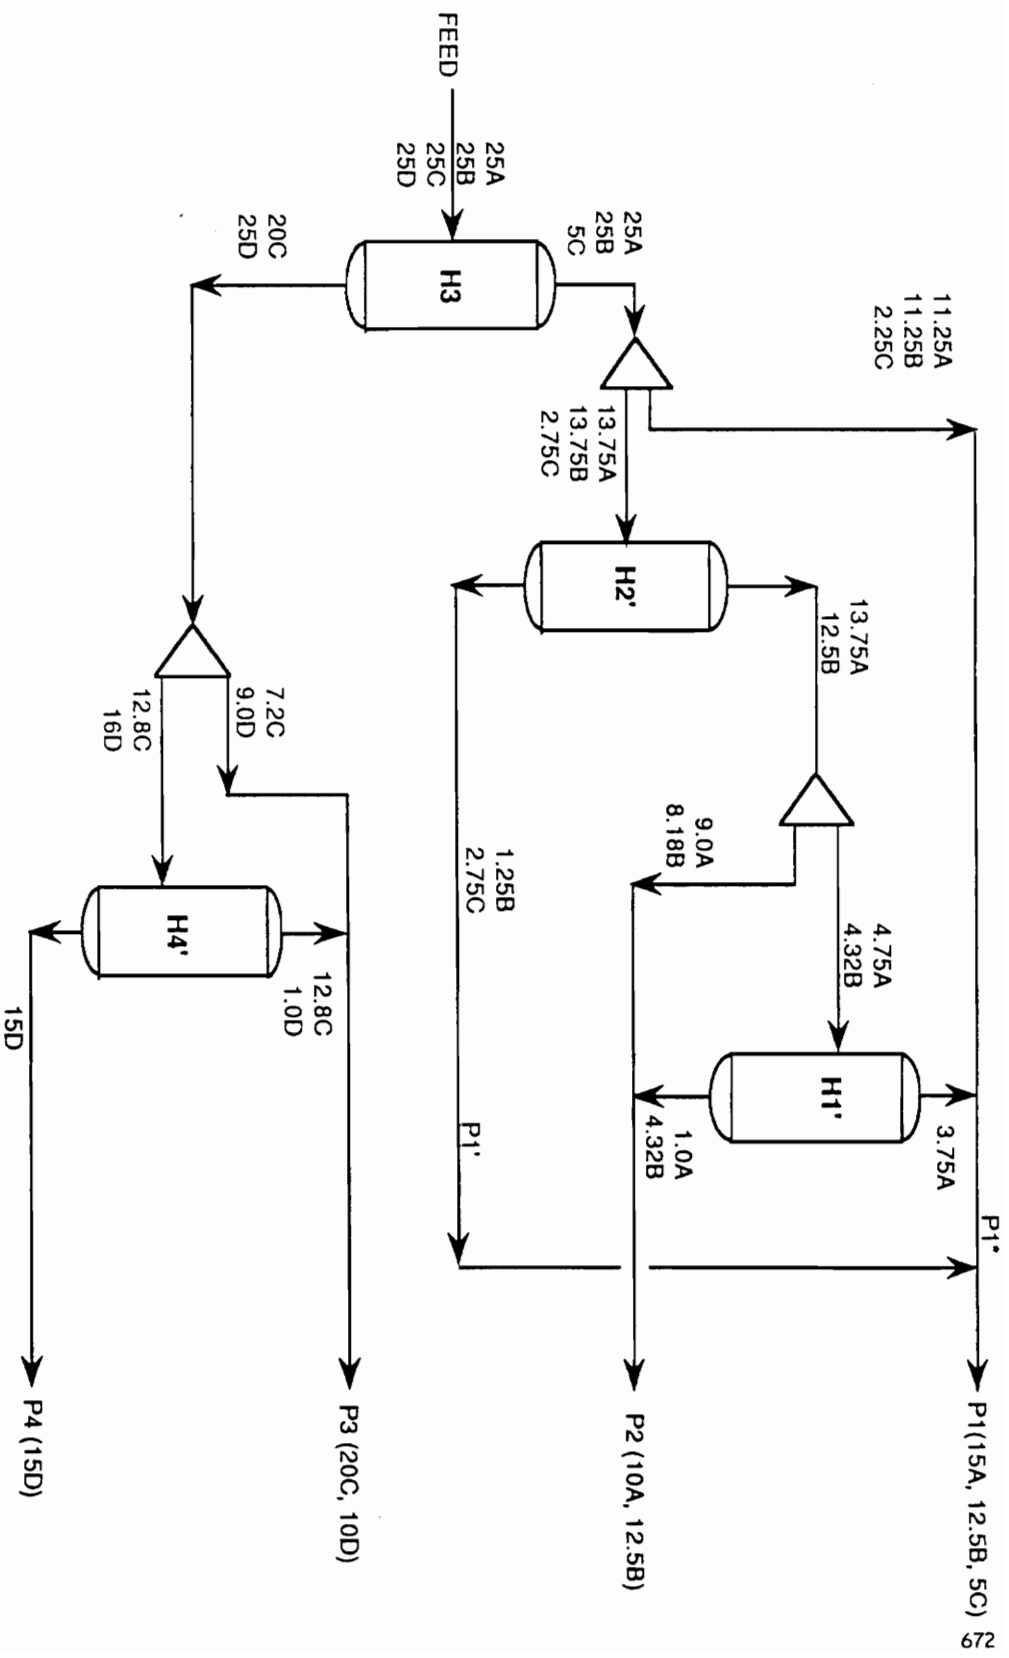 FEED
25A
25B
25C
25D
H3
25A
25B
5C
20C
25D
11.25A
11.25B
2.25C
13.75A
13.75B
2.75C
H2'
13.75A
12.5B
1.25B
2.75C
9.0A
8.18B
4.75A
4.32B
H1'
3.75A
1.0A
4.32B
P1'
P1*
7.2C
9.0D
12.8C
16D
H4'
12.8C
1.0D
15D
P1(15A, 12.5B, 5C)
P2 (10A, 12.5B)
P3 (20C, 10D)
P4 (15D)
672